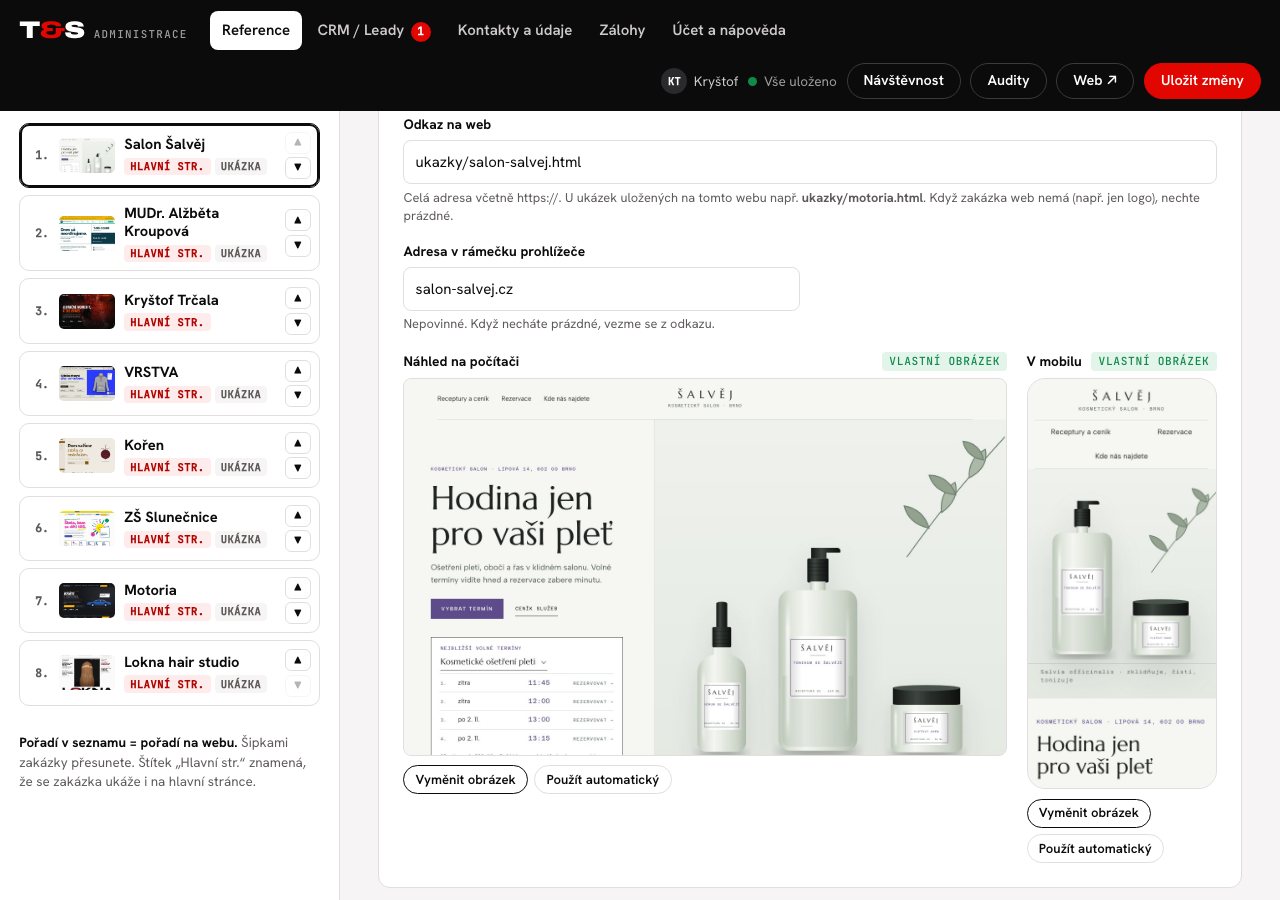 T&S ADMINISTRACE
Reference
CRM / Leady 1
Kontakty a údaje
Zálohy
Účet a nápověda
KT Kryštof
Vše uloženo
Návštěvnost
Audity
Web ↗
Uložit změny
1.
Salon Šalvěj
HLAVNÍ STR. UKÁZKA
2.
MUDr. Alžběta
Kroupová
HLAVNÍ STR. UKÁZKA
3.
Kryštof Trčala
HLAVNÍ STR.
4.
VRSTVA
HLAVNÍ STR. UKÁZKA
5.
Kořen
HLAVNÍ STR. UKÁZKA
6.
ZŠ Slunečnice
HLAVNÍ STR. UKÁZKA
7.
Motoria
HLAVNÍ STR. UKÁZKA
8.
Lokna hair studio
HLAVNÍ STR. UKÁZKA
Pořadí v seznamu = pořadí na webu. Šipkami
zakázky přesunete. Štítek „Hlavní str.“ znamená,
že se zakázka ukáže i na hlavní stránce.
Odkaz na web
ukazky/salon-salvej.html
Celá adresa včetně https://. U ukázek uložených na tomto webu např. ukazky/motoria.html. Když zakázka web nemá (např. jen logo), nechte
prázdné.
Adresa v rámečku prohlížeče
salon-salvej.cz
Nepovinné. Když necháte prázdné, vezme se z odkazu.
Náhled na počítači
VLASTNÍ OBRÁZEK
Receptury a ceník Rezervace Kde nás najdete
ŠALVĚJ
KOSMETICKÝ SALON · BRNO
KOSMETICKÝ SALON · LIPOVÁ 14, 602 00 BRNO
Hodina jen
pro vaši pleť
Ošetření pleti, obočí a řas v klidném salonu. Volné
termíny vidíte hned a rezervace zabere minutu.
VYBRAT TERMÍN
CENÍK SLUŽEB
NEJBLIŽŠÍ VOLNÉ TERMÍNY
Kosmetické ošetření pleti
1. zítra 11:45 REZERVOVAT
2. zítra 12:00 REZERVOVAT
3. po 2. 11. 13:00 REZERVOVAT
4. po 2. 11. 13:15 REZERVOVAT
ŠALVĚJ
ŠALVĚJ
TONIKUM ZE ŠALVĚJE
ŠALVĚJ
Vyměnit obrázek
Použít automatický
V mobilu
VLASTNÍ OBRÁZEK
ŠALVĚJ
KOSMETICKÝ SALON · BRNO
Receptury a ceník Rezervace
Kde nás najdete
ŠALVĚJ
TONIKUM ZE ŠALVĚJE
ŠALVĚJ
Salvia officinalis · zklidňuje, čistí,
tonizuje
KOSMETICKÝ SALON · LIPOVÁ 14, 602 00 BRNO
Hodina jen
pro vaši pleť
Vyměnit obrázek
Použít automatický